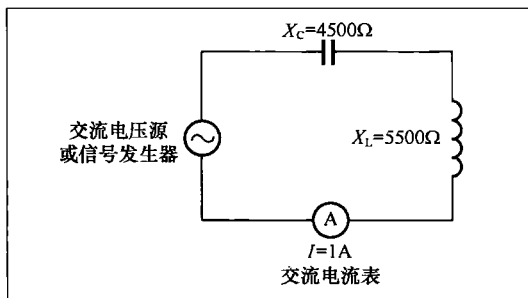 X_C=4500Ω
交流电压源
或信号发生器
X_L=5500Ω
A
I=1A
交流电流表